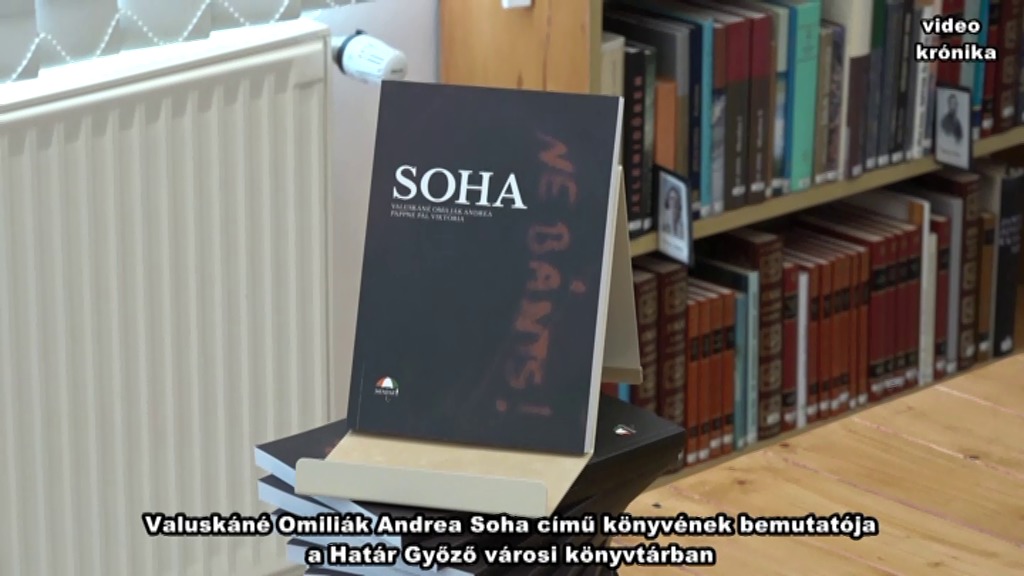 video
krónika
SOHA
VALUSKÁNÉ OMILJÁK ANDREA
PAPPNÉ PÁL VIKTÓRIA
NE BÁNTS!
Valuskáné Omiliák Andrea Soha című könyvének bemutatója
a Határ Győző városi könyvtárban